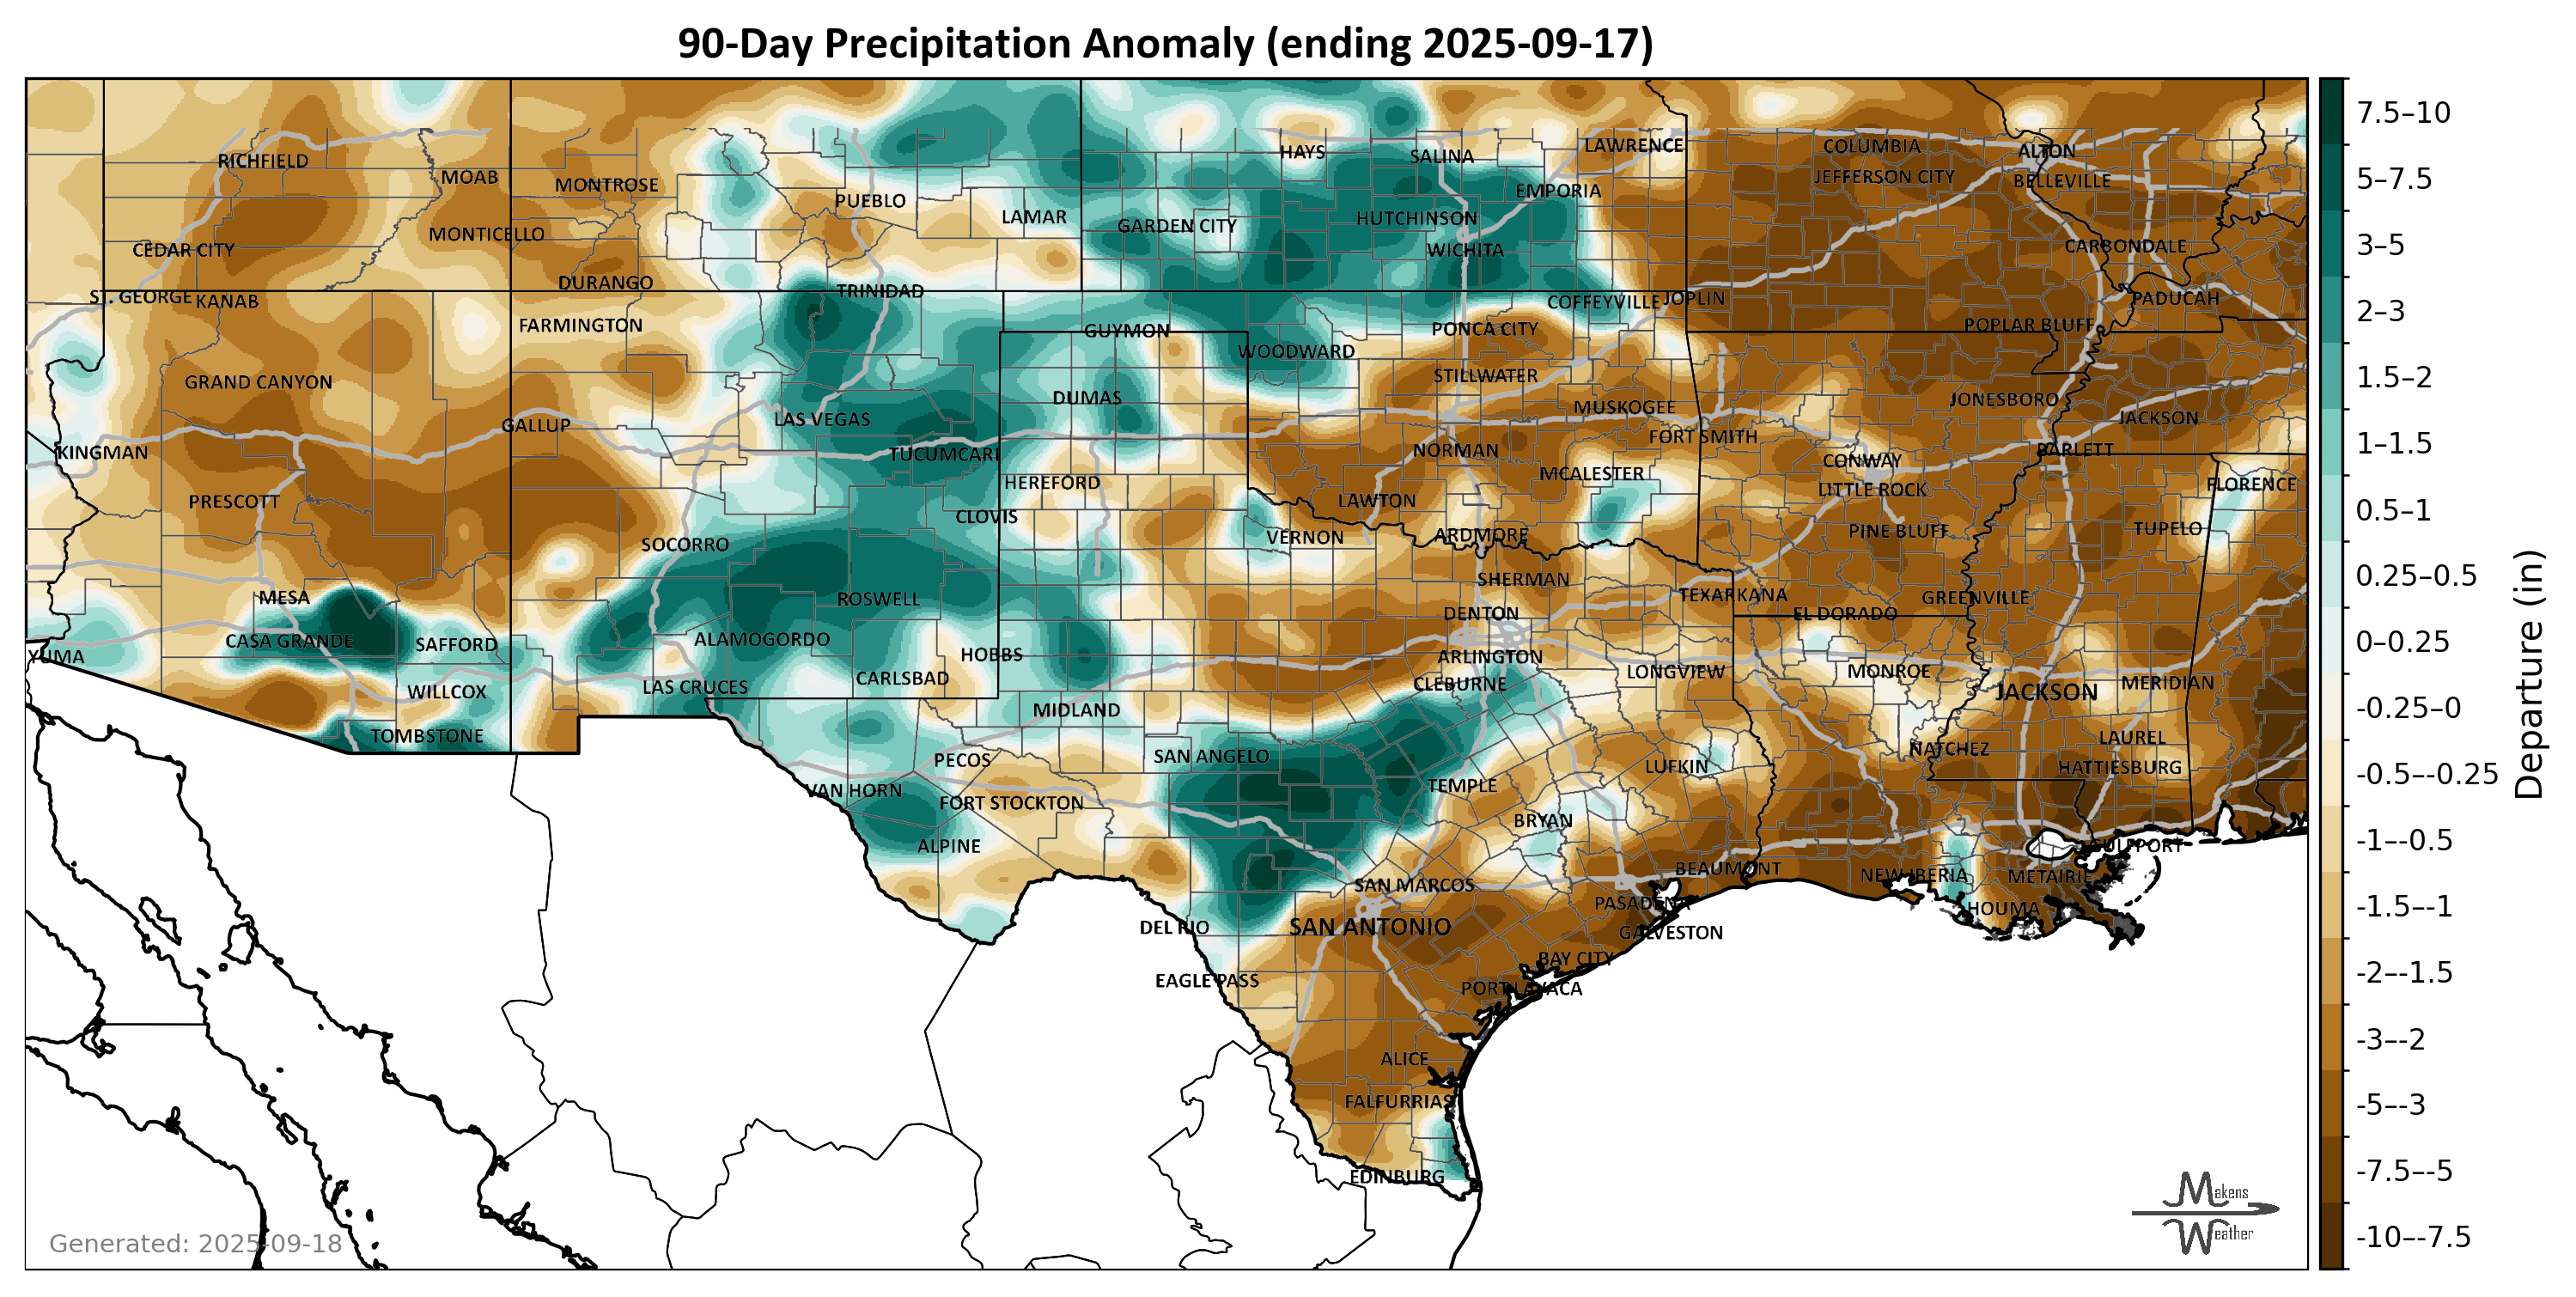 90-Day Precipitation Anomaly (ending 2025-09-17)
RICHFIELD
MOAB
MONTROSE
PUEBLO
LAMAR
HAYS
SALINA
LAWRENCE
COLUMBIA
ALTON
JEFFERSON CITY
BELLEVILLE
EMPORIA
CEDAR CITY
MONTICELLO
GARDEN CITY
HUTCHINSON
WICHITA
CARBONDALE
ST. GEORGE
KANAB
DURANGO
TRINIDAD
COFFEYVILLE
JOPLIN
PADUCAH
FARMINGTON
GUYMON
PONCA CITY
POPLAR BLUFF
WOODWARD
GRAND CANYON
STILLWATER
DUMAS
MUSKOGEE
JONESBORO
JACKSON
GALLUP
LAS VEGAS
FORT SMITH
KINGMAN
TUCUMCARI
NORMAN
BARLETT
CONWAY
PRESCOTT
HEREFORD
MCALESTER
LAWTON
LITTLE ROCK
FLORENCE
CLOVIS
VERNON
ARDMORE
PINE BLUFF
TUPELO
SOCORRO
SHERMAN
MESA
ROSWELL
DENTON
TEXARKANA
EL DORADO
GREENVILLE
CASA GRANDE
SAFFORD
ALAMOGORDO
YUMA
HOBBS
ARLINGTON
LONGVIEW
MONROE
WILLCOX
LAS CRUCES
CARLSBAD
CLEBURNE
JACKSON
MERIDIAN
MIDLAND
TOMBSTONE
PECOS
SAN ANGELO
LUFKIN
NATCHEZ
LAUREL
HATTIESBURG
VAN HORN
FORT STOCKTON
TEMPLE
BRYAN
ALPINE
GULFPORT
SAN MARCOS
BEAUMONT
NEW IBERIA
METAIRIE
PASADENA
HOUMA
DEL RIO
SAN ANTONIO
GALVESTON
BAY CITY
EAGLE PASS
PORT LAVACA
ALICE
FALFURRIAS
EDINBURG
7.5–10
5–7.5
3–5
2–3
1.5–2
1–1.5
0.5–1
0.25–0.5
0–0.25
-0.25–0
-0.5–-0.25
-1–-0.5
-1.5–-1
-2–-1.5
-3–-2
-5–-3
-7.5–-5
-10–-7.5
Departure (in)
Generated: 2025-09-18
Makens
Weather